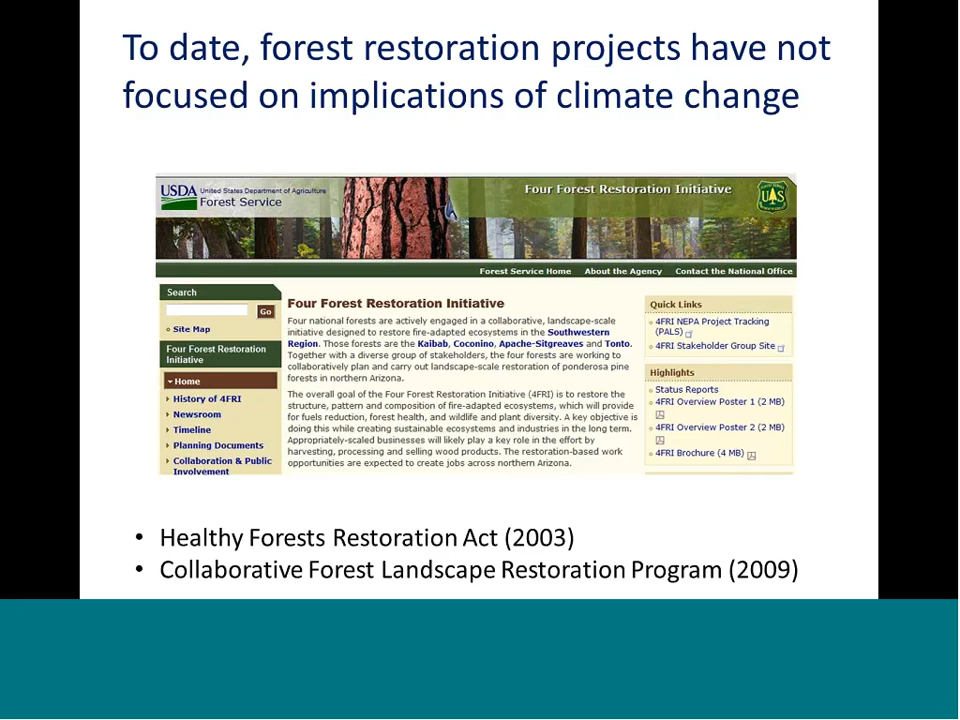 To date, forest restoration projects have not
focused on implications of climate change
USDA United States Department of Agriculture
Forest Service
Four Forest Restoration Initiative
Forest Service Home About the Agency Contact the National Office
Search
Go
Site Map
Four Forest Restoration
Initiative
Home
History of 4FRI
Newsroom
Timeline
Planning Documents
Collaboration & Public
Involvement
Four Forest Restoration Initiative
Four national forests are actively engaged in a collaborative, landscape-scale
initiative designed to restore fire-adapted ecosystems in the Southwestern
Region. Those forests are the Kaibab, Coconino, Apache-Sitgreaves and Tonto.
Together with a diverse group of stakeholders, the four forests are working to
collaboratively plan and carry out landscape-scale restoration of ponderosa pine
forests in northern Arizona.
The overall goal of the Four Forest Restoration Initiative (4FRI) is to restore the
structure, pattern and composition of fire-adapted ecosystems, which will provide
for fuels reduction, forest health, and wildlife and plant diversity. A key objective is
doing this while creating sustainable ecosystems and industries in the long term.
Appropriately-scaled businesses will likely play a key role in the effort by
harvesting, processing and selling wood products. The restoration-based work
opportunities are expected to create jobs across northern Arizona.
Quick Links
4FRI NEPA Project Tracking
(PALS)
4FRI Stakeholder Group Site
Highlights
Status Reports
4FRI Overview Poster 1 (2 MB)
4FRI Overview Poster 2 (2 MB)
4FRI Brochure (4 MB)
• Healthy Forests Restoration Act (2003)
• Collaborative Forest Landscape Restoration Program (2009)